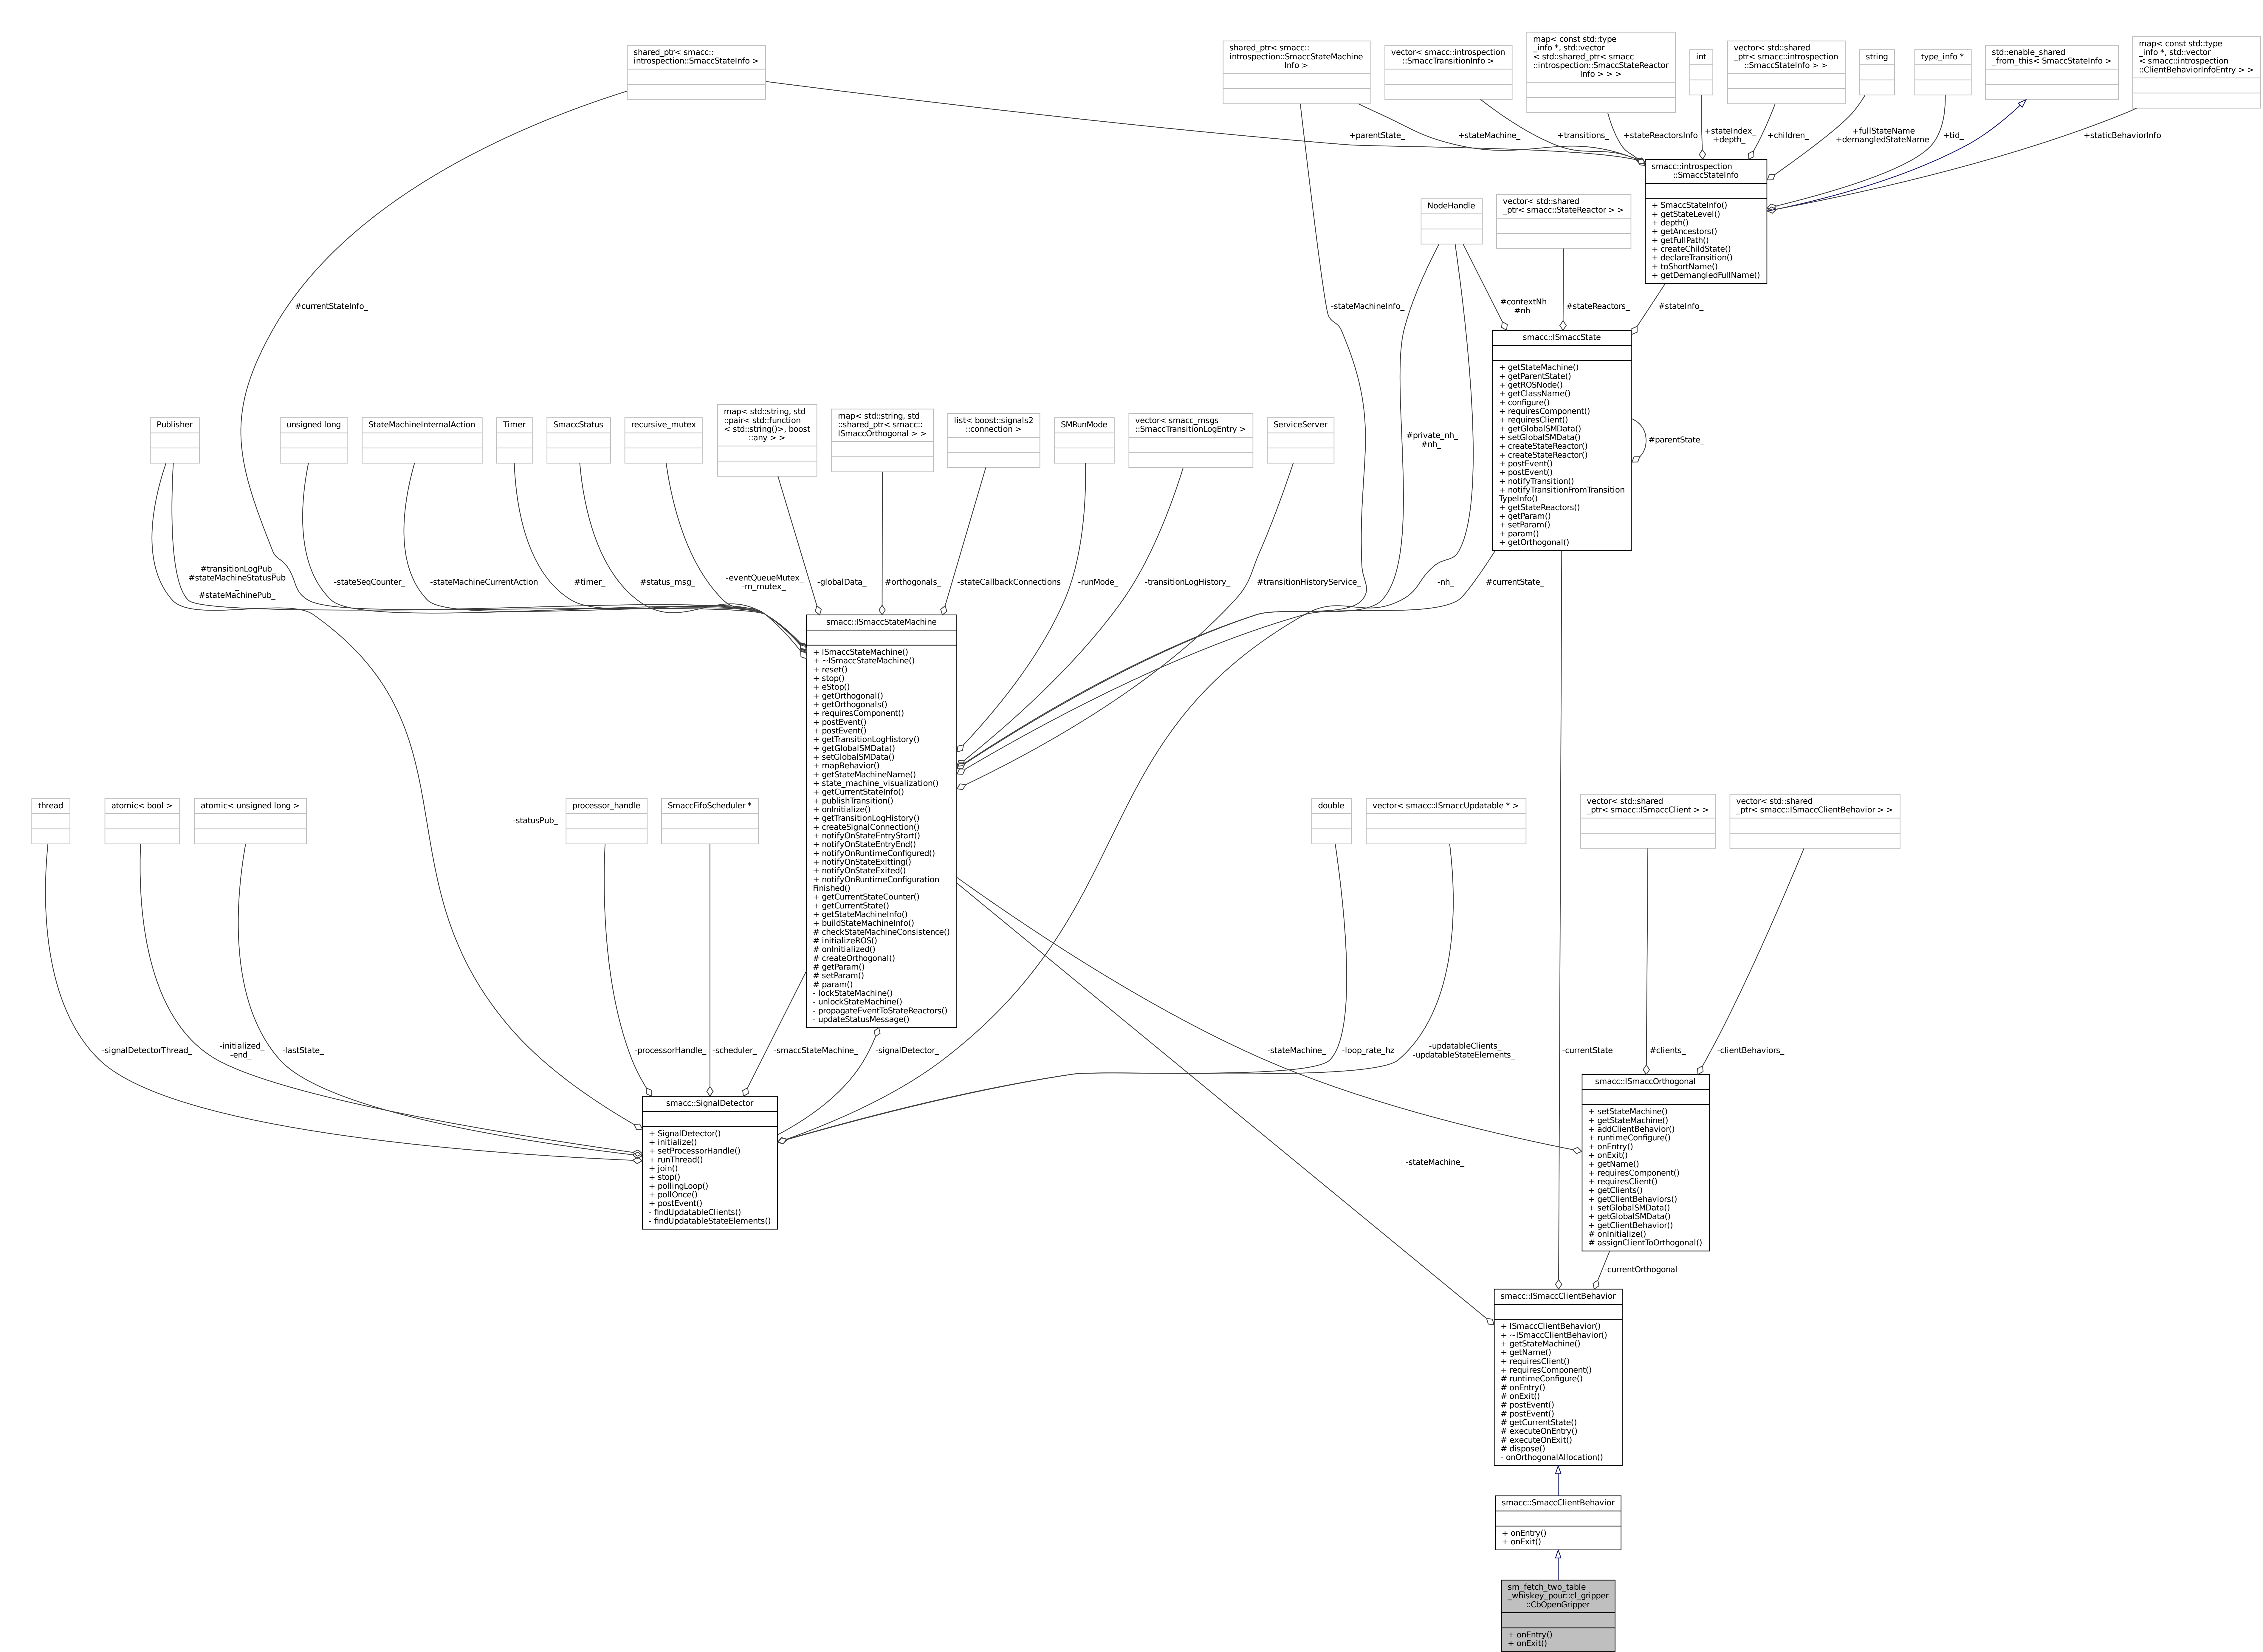 shared_ptr< smacc::
introspection::SmaccStateInfo >
shared_ptr< smacc::
introspection::SmaccStateMachine
Info >
vector< smacc::introspection
::SmaccTransitionInfo >
map< const std::type
_info *, std::vector
< std::shared_ptr< smacc
::introspection::SmaccStateReactor
Info > > >
int
vector< std::shared
_ptr< smacc::introspection
::SmaccStateInfo > >
string
type_info *
std::enable_shared
_from_this< SmaccStateInfo >
map< const std::type
_info *, std::vector
< smacc::introspection
::ClientBehaviorInfoEntry > >
+parentState_
+stateMachine_
+transitions_
+stateReactorsInfo
+stateIndex_
+depth_
+children_
+fullStateName
+demangledStateName
+tid_
+staticBehaviorInfo
smacc::introspection
::SmaccStateInfo
+ SmaccStateInfo()
+ getStateLevel()
+ depth()
+ getAncestors()
+ getFullPath()
+ createChildState()
+ declareTransition()
+ toShortName()
+ getDemangledFullName()
NodeHandle
vector< std::shared
_ptr< smacc::StateReactor > >
#currentStateInfo_
-stateMachineInfo_
#contextNh
#nh
#stateReactors_
#stateInfo_
smacc::ISmaccState
+ getStateMachine()
+ getParentState()
+ getROSNode()
+ getClassName()
+ configure()
+ requiresComponent()
+ requiresClient()
+ getGlobalSMData()
+ setGlobalSMData()
+ createStateReactor()
+ createStateReactor()
+ postEvent()
+ postEvent()
+ notifyTransition()
+ notifyTransitionFromTransition
TypeInfo()
+ getStateReactors()
+ getParam()
+ setParam()
+ param()
+ getOrthogonal()
#parentState_
Publisher
unsigned long
StateMachineInternalAction
Timer
SmaccStatus
recursive_mutex
map< std::string, std
::pair< std::function
< std::string()>, boost
::any > >
map< std::string, std
::shared_ptr< smacc::
ISmaccOrthogonal > >
list< boost::signals2
::connection >
SMRunMode
vector< smacc_msgs
::SmaccTransitionLogEntry >
ServiceServer
#private_nh_
#nh_
#transitionLogPub_
#stateMachineStatusPub
_
#stateMachinePub_
-stateSeqCounter_
-stateMachineCurrentAction
#timer_
#status_msg_
-eventQueueMutex_
-m_mutex_
-globalData_
#orthogonals_
-stateCallbackConnections
-runMode_
-transitionLogHistory_
#transitionHistoryService_
-nh_
#currentState_
smacc::ISmaccStateMachine
+ ISmaccStateMachine()
+ ~ISmaccStateMachine()
+ reset()
+ stop()
+ eStop()
+ getOrthogonal()
+ getOrthogonals()
+ requiresComponent()
+ postEvent()
+ postEvent()
+ getTransitionLogHistory()
+ getGlobalSMData()
+ setGlobalSMData()
+ mapBehavior()
+ getStateMachineName()
+ state_machine_visualization()
+ getCurrentStateInfo()
+ publishTransition()
+ onInitialize()
+ getTransitionLogHistory()
+ createSignalConnection()
+ notifyOnStateEntryStart()
+ notifyOnStateEntryEnd()
+ notifyOnRuntimeConfigured()
+ notifyOnStateExitting()
+ notifyOnStateExited()
+ notifyOnRuntimeConfiguration
Finished()
+ getCurrentStateCounter()
+ getCurrentState()
+ getStateMachineInfo()
+ buildStateMachineInfo()
# checkStateMachineConsistence()
# initializeROS()
# onInitialized()
# createOrthogonal()
# getParam()
# setParam()
# param()
- lockStateMachine()
- unlockStateMachine()
- propagateEventToStateReactors()
- updateStatusMessage()
thread
atomic< bool >
atomic< unsigned long >
-statusPub_
processor_handle
SmaccFifoScheduler *
double
vector< smacc::ISmaccUpdatable * >
vector< std::shared
_ptr< smacc::ISmaccClient > >
vector< std::shared
_ptr< smacc::ISmaccClientBehavior > >
-signalDetectorThread_
-initialized_
-end_
-lastState_
-processorHandle_
-scheduler_
-smaccStateMachine_
-signalDetector_
-stateMachine_
-loop_rate_hz
-updatableClients_
-updatableStateElements_
-currentState
#clients_
-clientBehaviors_
smacc::SignalDetector
+ SignalDetector()
+ initialize()
+ setProcessorHandle()
+ runThread()
+ join()
+ stop()
+ pollingLoop()
+ pollOnce()
+ postEvent()
- findUpdatableClients()
- findUpdatableStateElements()
smacc::ISmaccOrthogonal
+ setStateMachine()
+ getStateMachine()
+ addClientBehavior()
+ runtimeConfigure()
+ onEntry()
+ onExit()
+ getName()
+ requiresComponent()
+ requiresClient()
+ getClients()
+ getClientBehaviors()
+ setGlobalSMData()
+ getGlobalSMData()
+ getClientBehavior()
# onInitialize()
# assignClientToOrthogonal()
-stateMachine_
-currentOrthogonal
smacc::ISmaccClientBehavior
+ ISmaccClientBehavior()
+ ~ISmaccClientBehavior()
+ getStateMachine()
+ getName()
+ requiresClient()
+ requiresComponent()
# runtimeConfigure()
# onEntry()
# onExit()
# postEvent()
# postEvent()
# getCurrentState()
# executeOnEntry()
# executeOnExit()
# dispose()
- onOrthogonalAllocation()
smacc::SmaccClientBehavior
+ onEntry()
+ onExit()
sm_fetch_two_table
_whiskey_pour::cl_gripper
::CbOpenGripper
+ onEntry()
+ onExit()